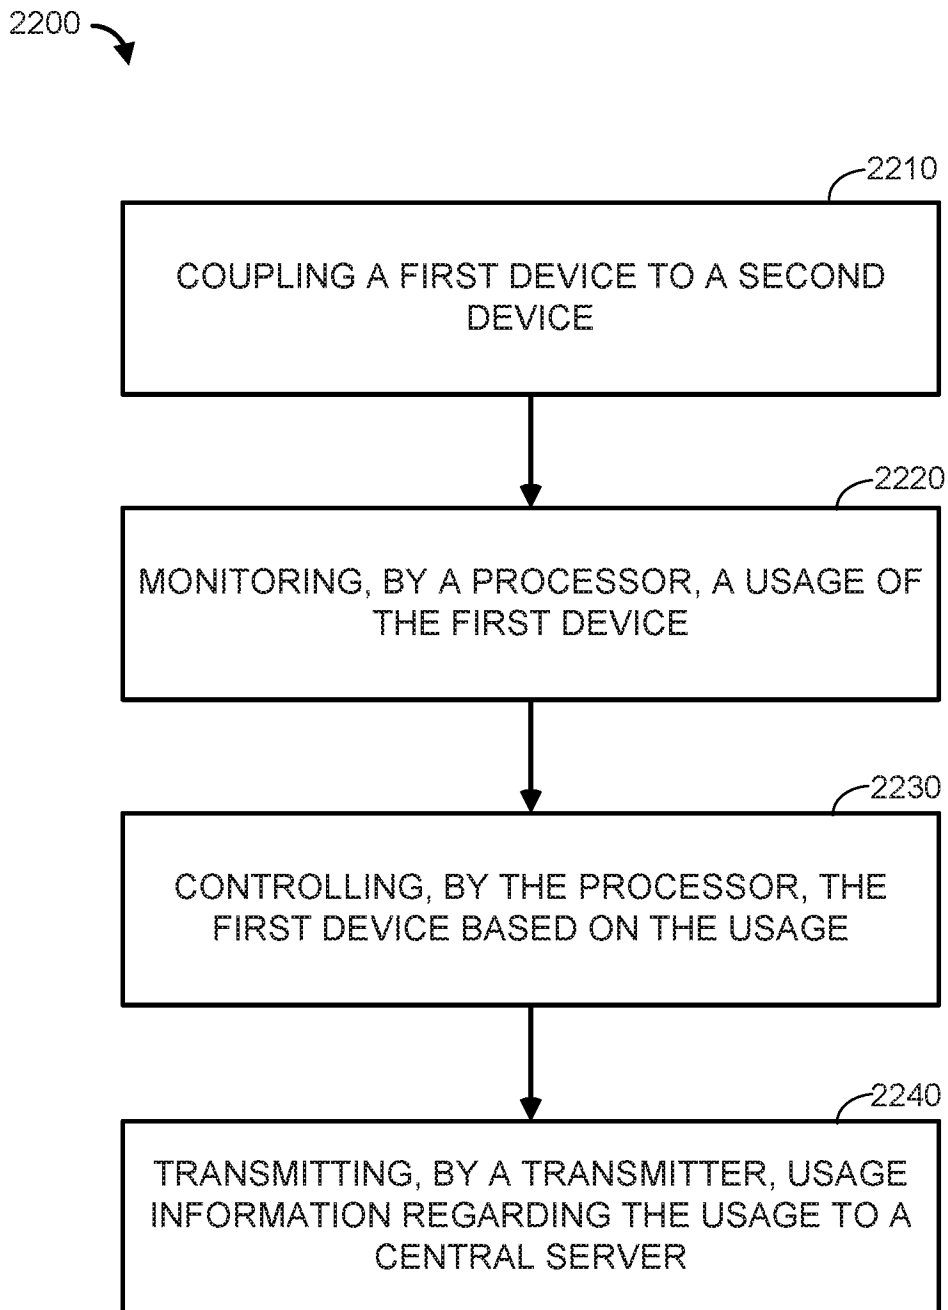 2200
2210
COUPLING A FIRST DEVICE TO A SECOND
DEVICE
2220
MONITORING, BY A PROCESSOR, A USAGE OF
THE FIRST DEVICE
2230
CONTROLLING, BY THE PROCESSOR, THE
FIRST DEVICE BASED ON THE USAGE
2240
TRANSMITTING, BY A TRANSMITTER, USAGE
INFORMATION REGARDING THE USAGE TO A
CENTRAL SERVER